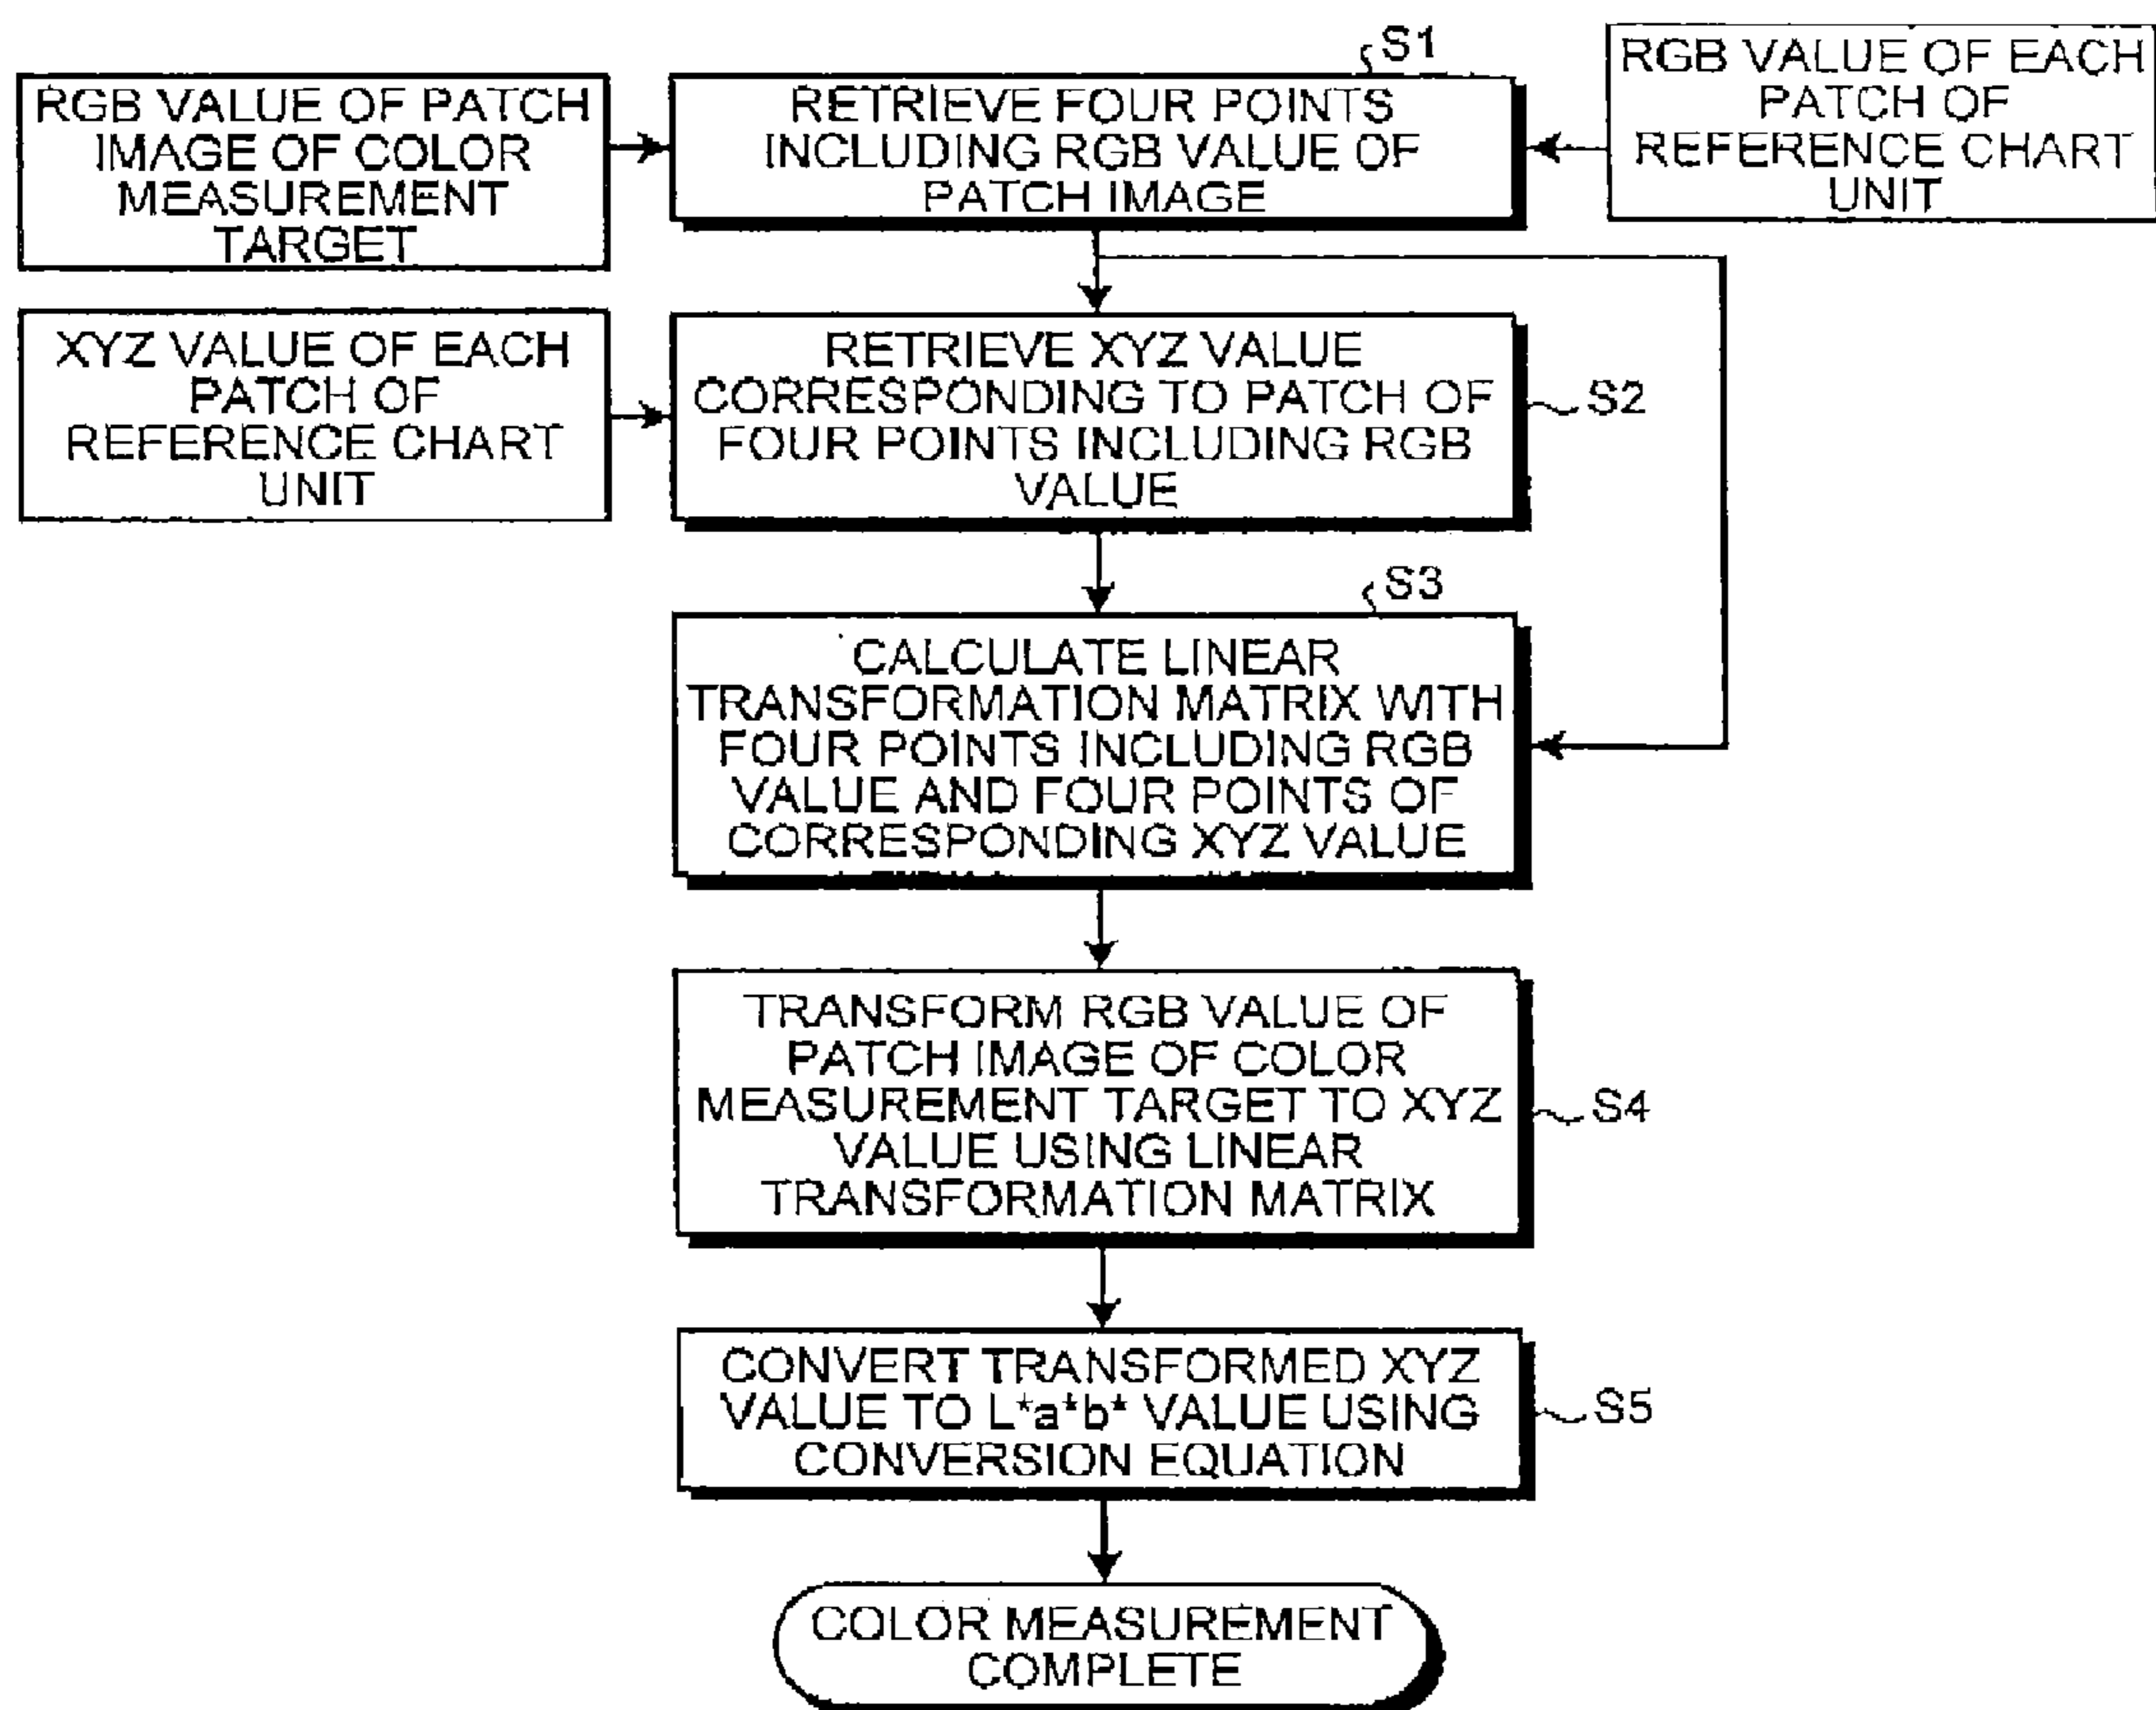 S1
RGB VALUE OF PATCH
IMAGE OF COLOR
MEASUREMENT
TARGET
RETRIEVE FOUR POINTS
INCLUDING RGB VALUE OF
PATCH IMAGE
RGB VALUE OF EACH
PATCH OF
REFERENCE CHART
UNIT
XYZ VALUE OF EACH
PATCH OF
REFERENCE CHART
UNIT
RETRIEVE XYZ VALUE
CORRESPONDING TO PATCH OF
FOUR POINTS INCLUDING RGB
VALUE
S2
S3
CALCULATE LINEAR
TRANSFORMATION MATRIX WITH
FOUR POINTS INCLUDING RGB
VALUE AND FOUR POINTS OF
CORRESPONDING XYZ VALUE
TRANSFORM RGB VALUE OF
PATCH IMAGE OF COLOR
MEASUREMENT TARGET TO XYZ
VALUE USING LINEAR
TRANSFORMATION MATRIX
S4
CONVERT TRANSFORMED XYZ
VALUE TO L*a*b* VALUE USING
CONVERSION EQUATION
S5
COLOR MEASUREMENT
COMPLETE